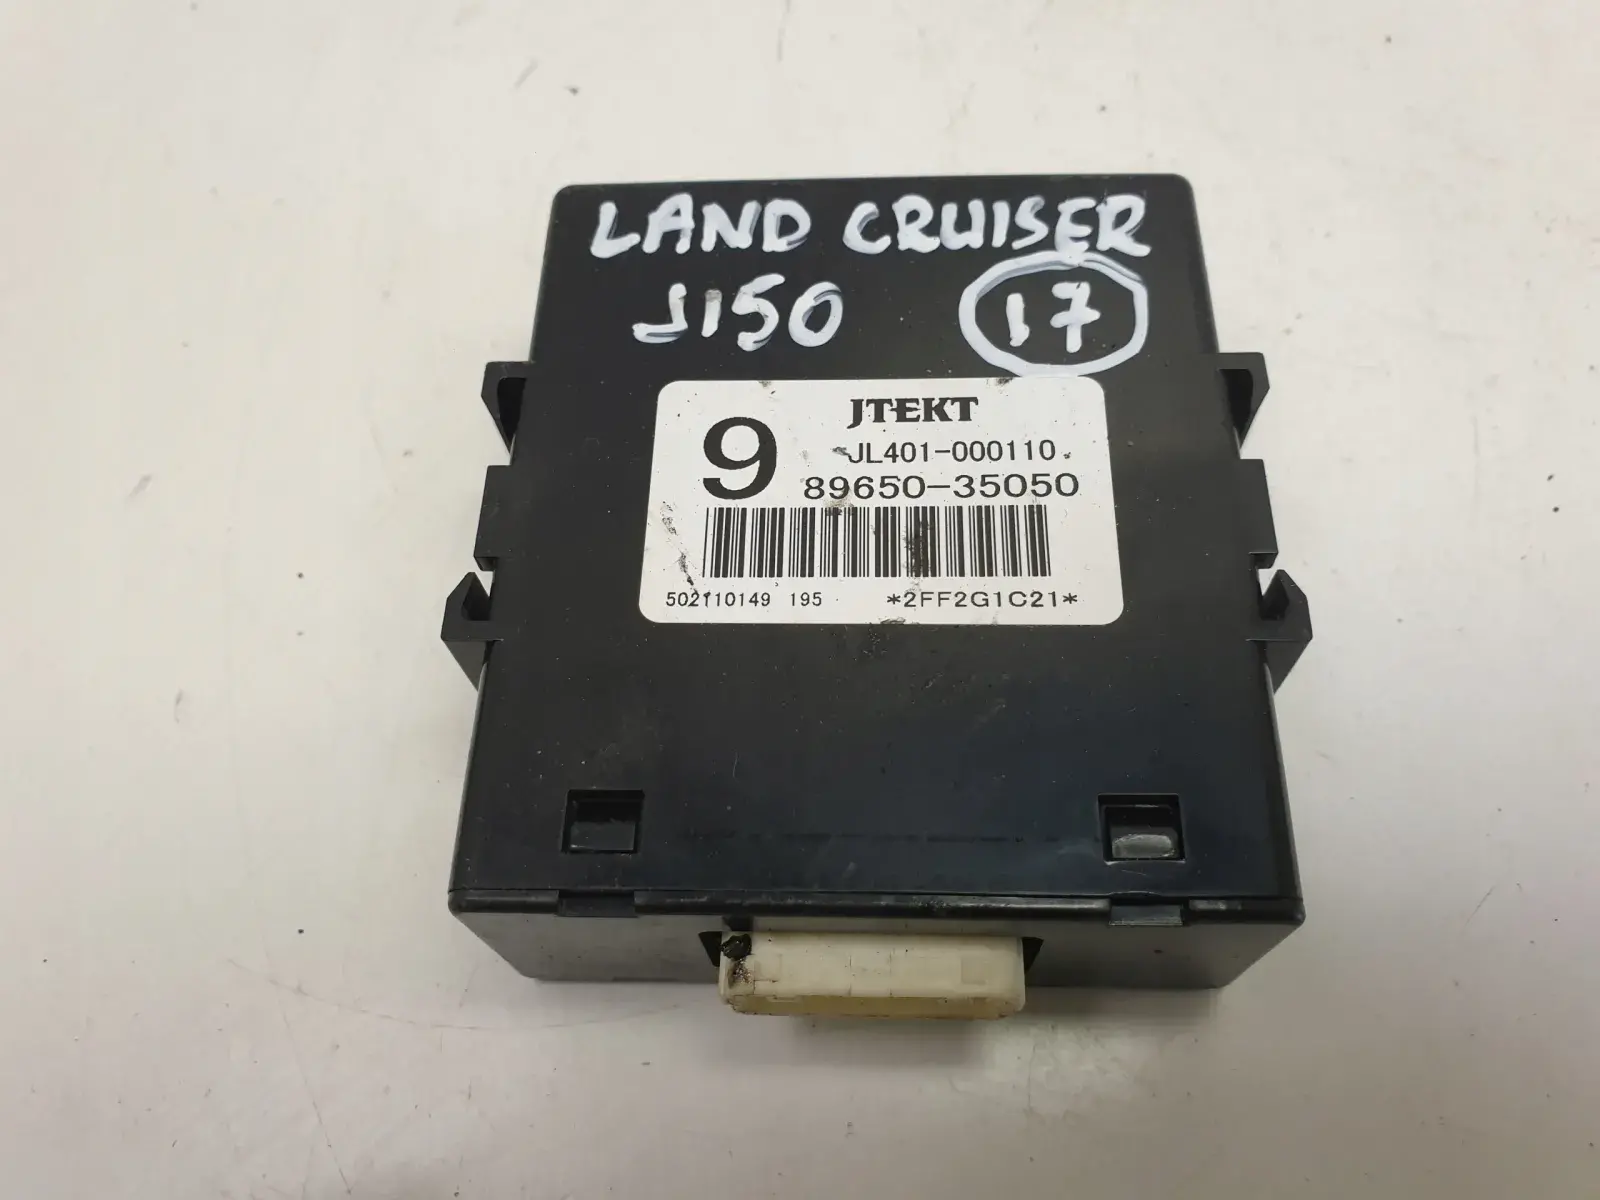 LAND CRUISER
J150 17
JTEKT
9
JL401-000110
89650-35050
502110149 195 *2FF2G1C21*